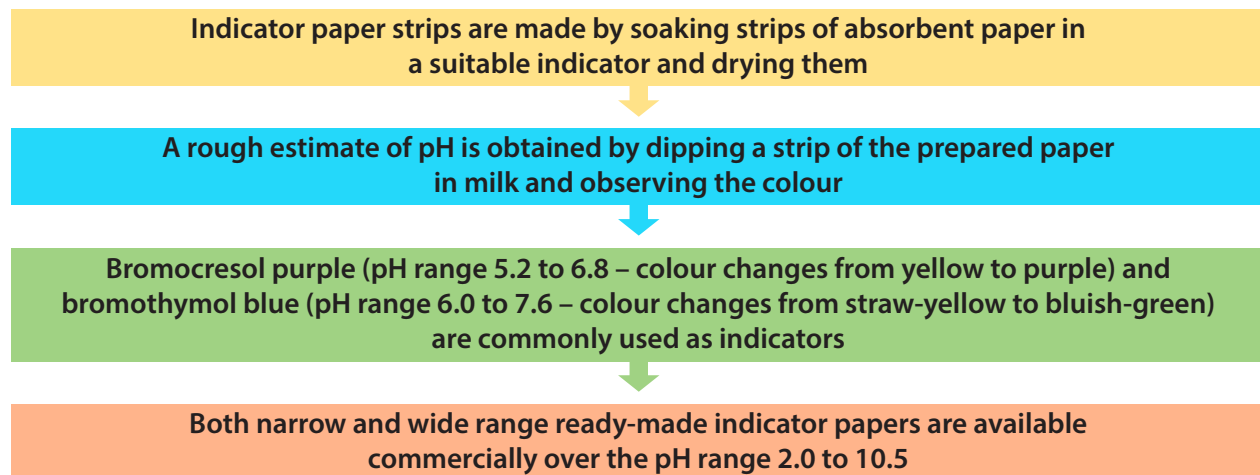 Indicator paper strips are made by soaking strips of absorbent paper in
a suitable indicator and drying them
A rough estimate of pH is obtained by dipping a strip of the prepared paper
in milk and observing the colour
Bromocresol purple (pH range 5.2 to 6.8 – colour changes from yellow to purple) and
bromothymol blue (pH range 6.0 to 7.6 – colour changes from straw-yellow to bluish-green)
are commonly used as indicators
Both narrow and wide range ready-made indicator papers are available
commercially over the pH range 2.0 to 10.5